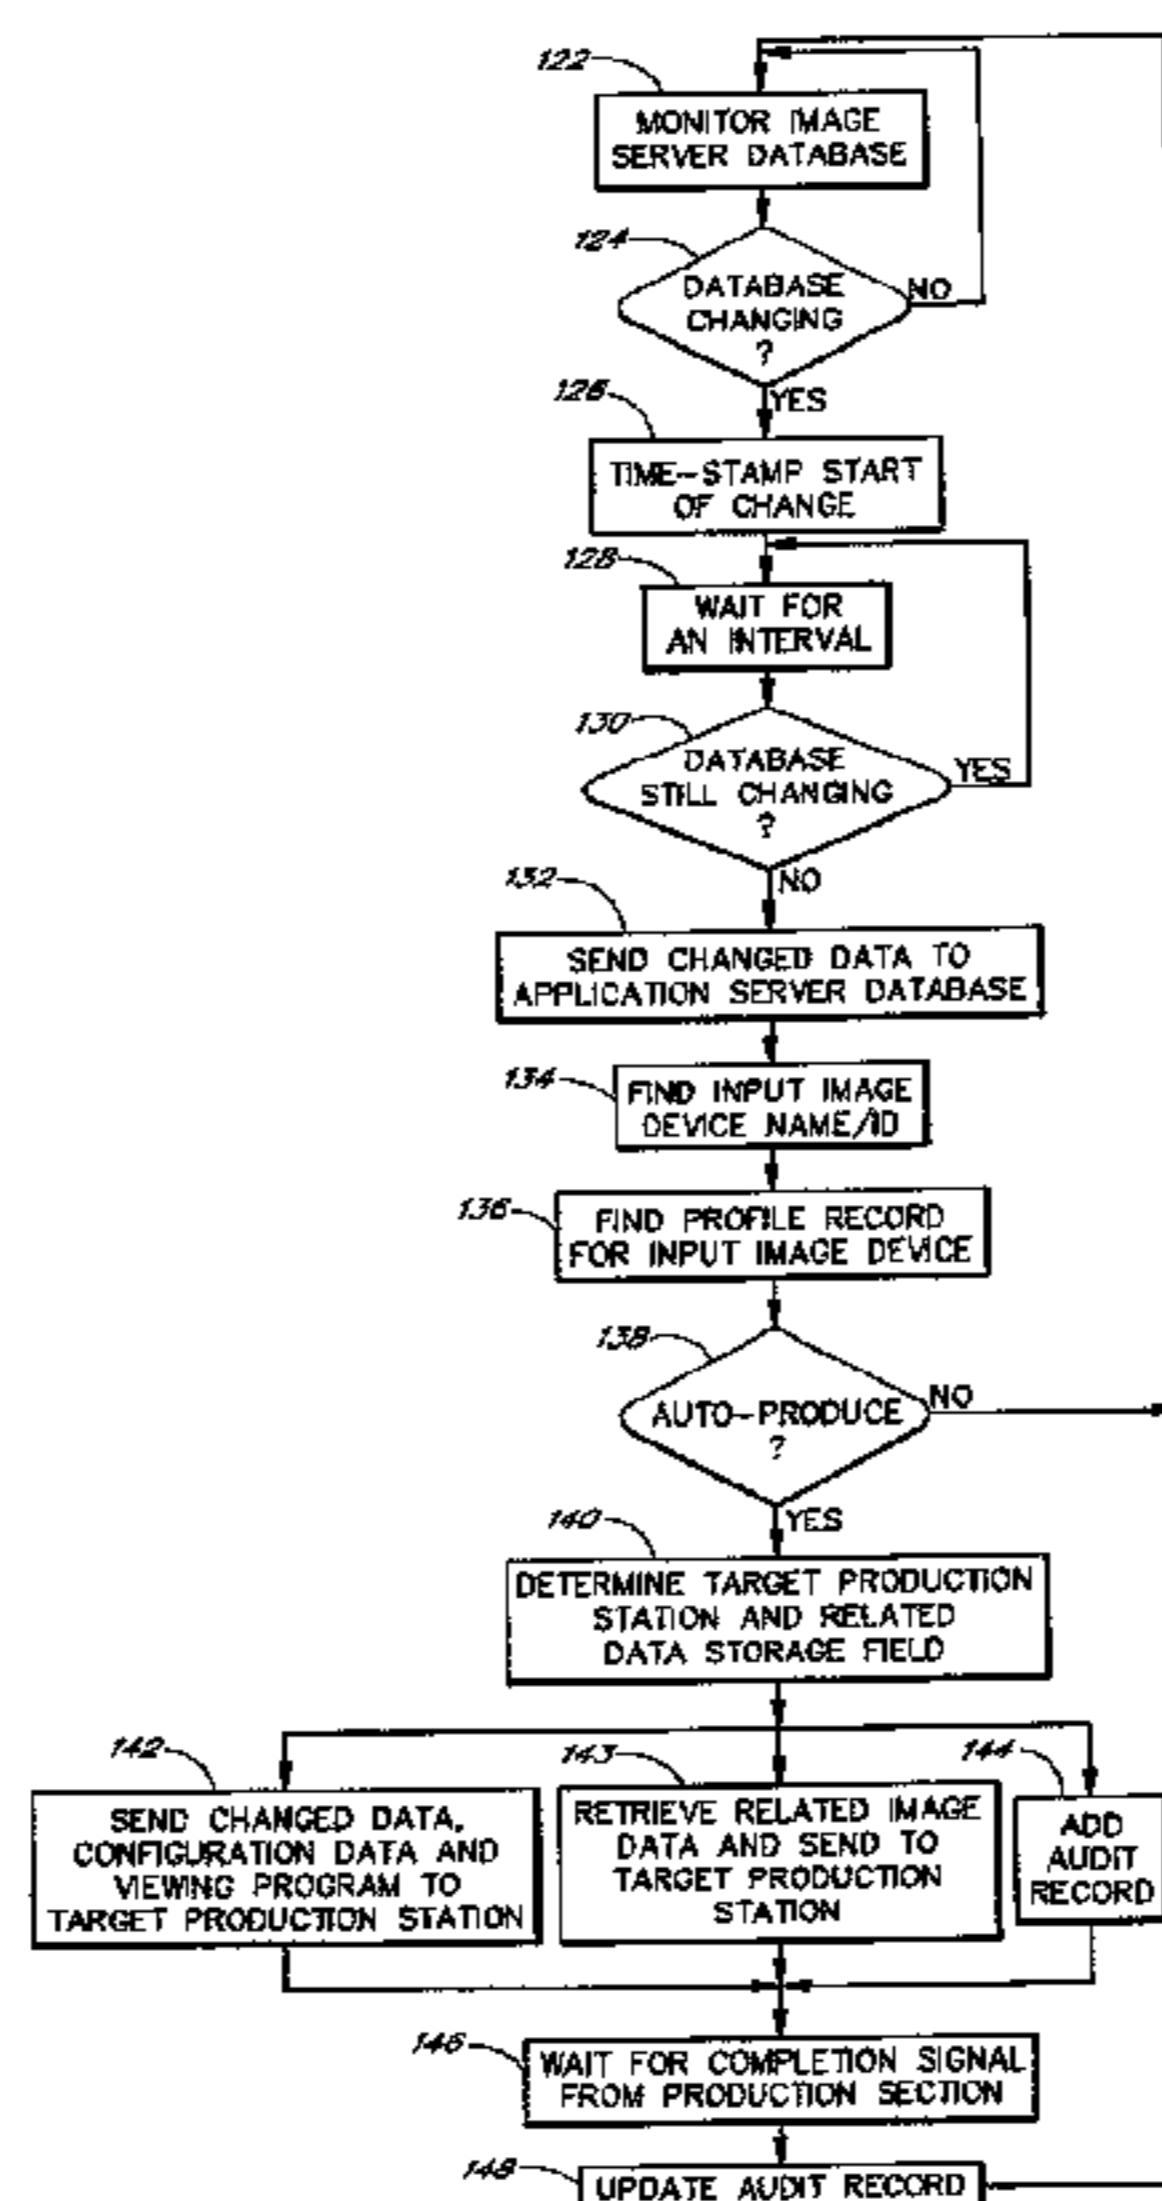 122
MONITOR IMAGE
SERVER DATABASE
124
DATABASE
CHANGING
?
NO
YES
126
TIME-STAMP START
OF CHANGE
128
WAIT FOR
AN INTERVAL
130
DATABASE
STILL CHANGING
?
YES
NO
132
SEND CHANGED DATA TO
APPLICATION SERVER DATABASE
134
FIND INPUT IMAGE
DEVICE NAME/ID
136
FIND PROFILE RECORD
FOR INPUT IMAGE DEVICE
138
AUTO-PRODUCE
?
NO
YES
140
DETERMINE TARGET PRODUCTION
STATION AND RELATED
DATA STORAGE FIELD
142
SEND CHANGED DATA,
CONFIGURATION DATA AND
VIEWING PROGRAM TO
TARGET PRODUCTION STATION
143
RETRIEVE RELATED IMAGE
DATA AND SEND TO
TARGET PRODUCTION
STATION
144
ADD
AUDIT
RECORD
146
WAIT FOR COMPLETION SIGNAL
FROM PRODUCTION SECTION
148
UPDATE AUDIT RECORD